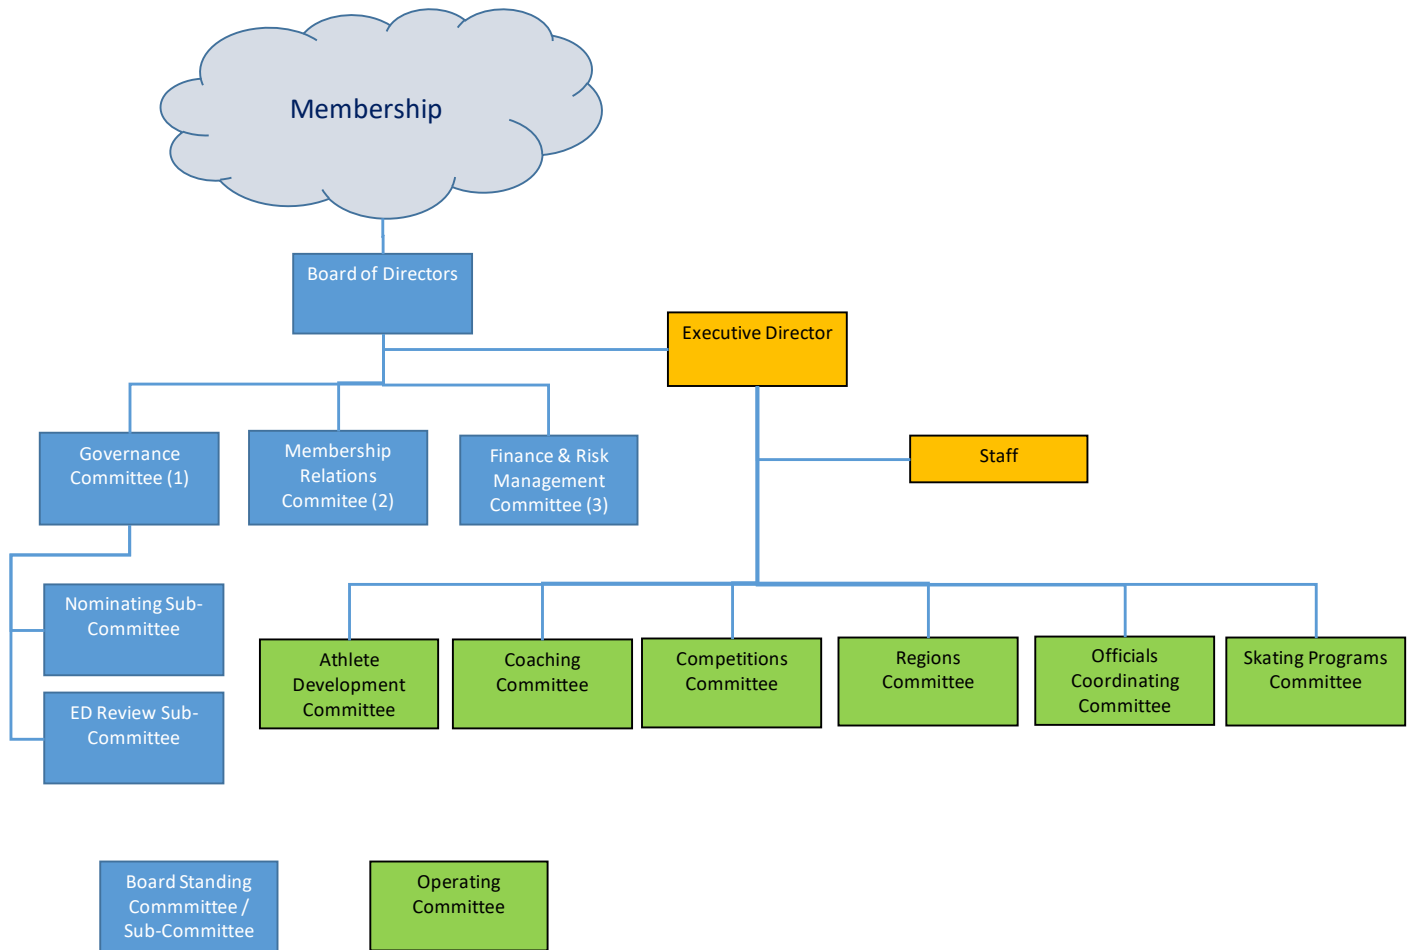 Membership
Board of Directors
Executive Director
Governance
Committee (1)
Membership
Relations
Commitee (2)
Finance & Risk
Management
Committee (3)
Staff
Nominating Sub-
Committee
ED Review Sub-
Committee
Athlete
Development
Committee
Coaching
Committee
Competitions
Committee
Regions
Committee
Officials
Coordinating
Committee
Skating Programs
Committee
Board Standing
Commmittee /
Sub-Committee
Operating
Committee